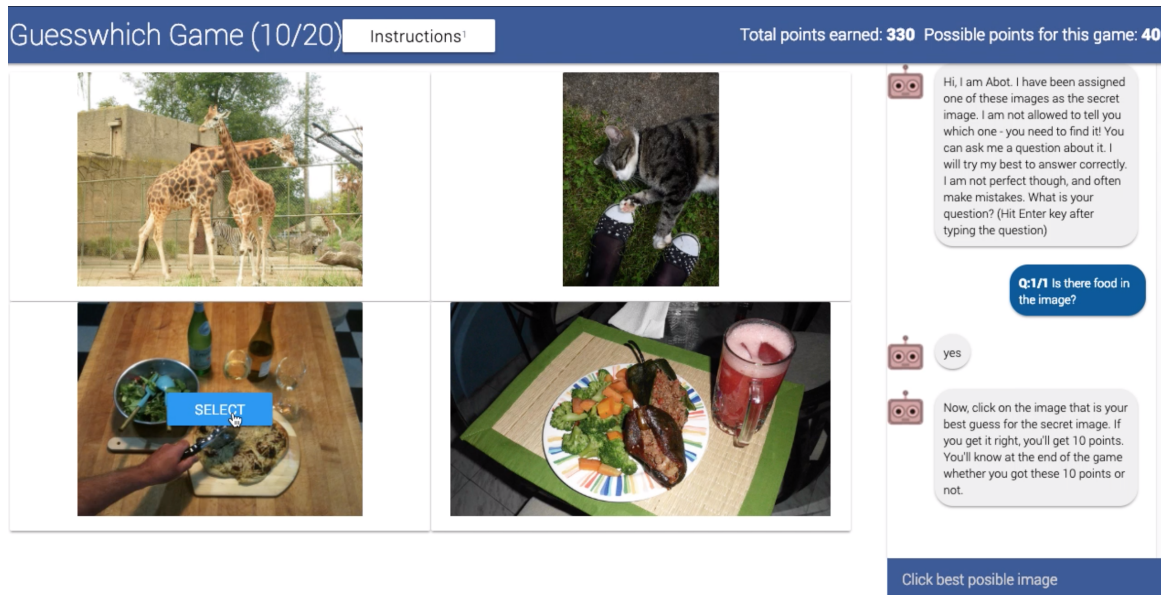 Guesswhich Game (10/20) Instructions¹ Total points earned: 330 Possible points for this game: 40
Hi, I am Abot. I have been assigned
one of these images as the secret
image. I am not allowed to tell you
which one - you need to find it! You
can ask me a question about it. I
will try my best to answer correctly.
I am not perfect though, and often
make mistakes. What is your
question? (Hit Enter key after
typing the question)
Q:1/1 Is there food in
the image?
yes
SELECT
Now, click on the image that is your
best guess for the secret image. If
you get it right, you'll get 10 points.
You'll know at the end of the game
whether you got these 10 points or
not.
Click best posible image